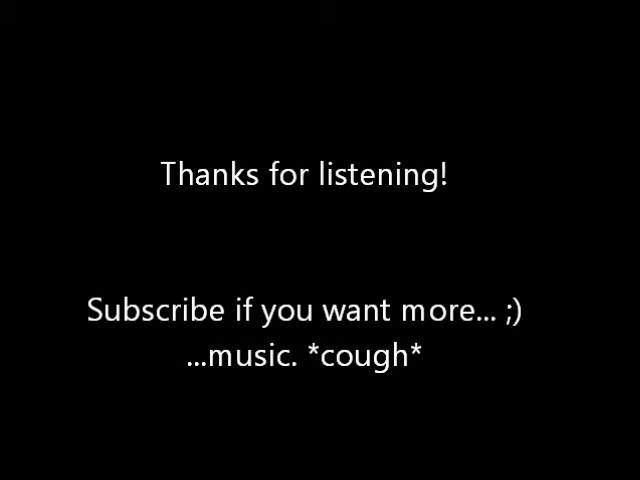 Thanks for listening!
Subscribe if you want more... ;)
...music. *cough*